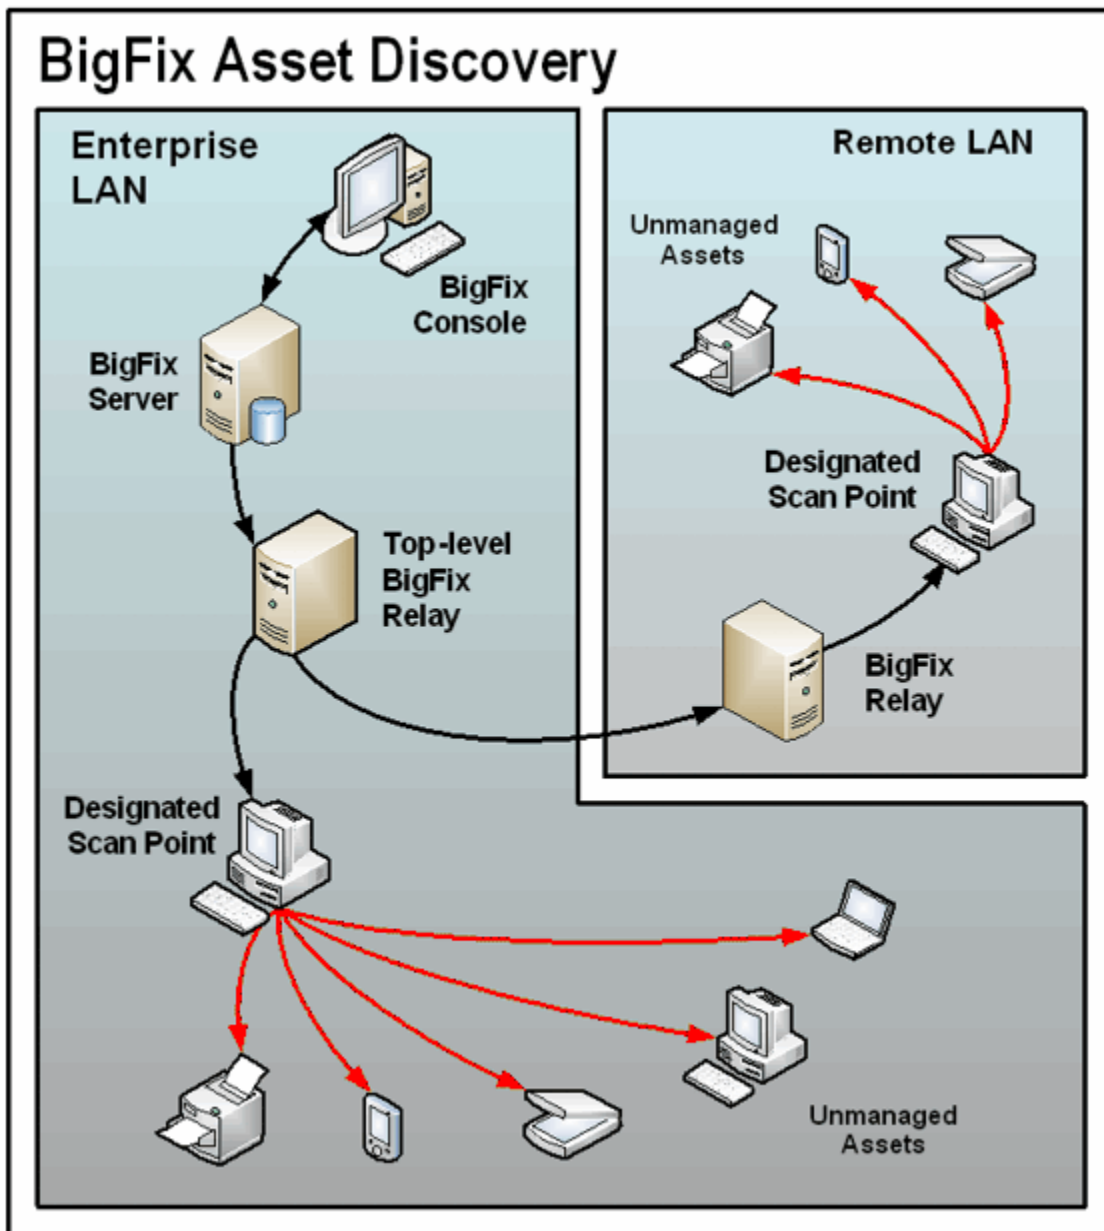 BigFix Asset Discovery
Enterprise
LAN
BigFix
Console
BigFix
Server
Top-level
BigFix
Relay
Designated
Scan Point
Unmanaged
Assets
Remote LAN
Unmanaged
Assets
Designated
Scan Point
BigFix
Relay